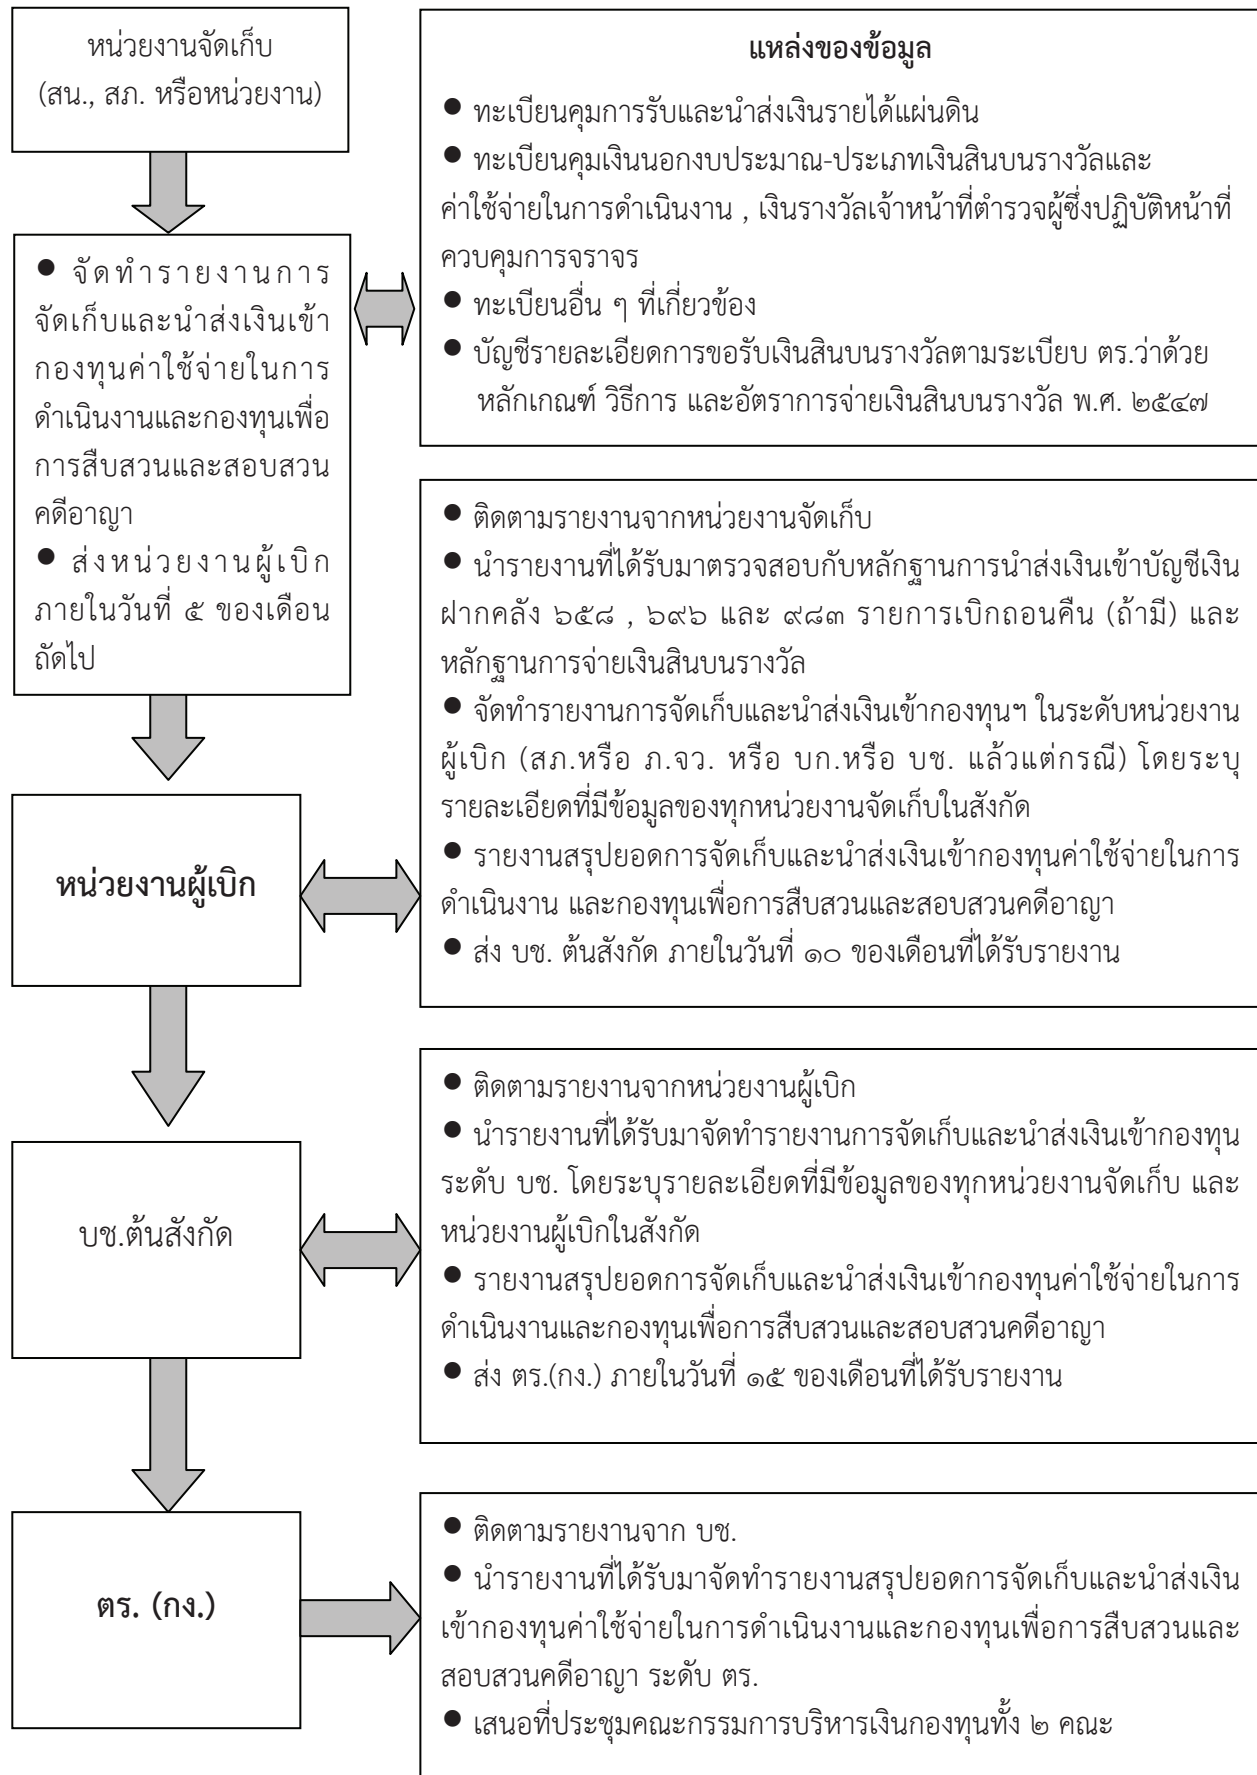 หน่วยงานจัดเก็บ
(สน., สภ. หรือหน่วยงาน)
แหล่งของข้อมูล
● ทะเบียนคุมการรับและนำส่งเงินรายได้แผ่นดิน
● ทะเบียนคุมเงินนอกงบประมาณ-ประเภทเงินสินบนรางวัลและ
ค่าใช้จ่ายในการดำเนินงาน , เงินรางวัลเจ้าหน้าที่ตำรวจผู้ซึ่งปฏิบัติหน้าที่
ควบคุมการจราจร
● ทะเบียนอื่น ๆ ที่เกี่ยวข้อง
● บัญชีรายละเอียดการขอรับเงินสินบนรางวัลตามระเบียบ ตร.ว่าด้วย
หลักเกณฑ์ วิธีการ และอัตราการจ่ายเงินสินบนรางวัล พ.ศ. ๒๕๔๗
● จัดทำรายงานการ
จัดเก็บและนำส่งเงินเข้า
กองทุนค่าใช้จ่ายในการ
ดำเนินงานและกองทุนเพื่อ
การสืบสวนและสอบสวน
คดีอาญา
● ส่งหน่วยงานผู้เบิก
ภายในวันที่ ๕ ของเดือน
ถัดไป
หน่วยงานผู้เบิก
● ติดตามรายงานจากหน่วยงานจัดเก็บ
● นำรายงานที่ได้รับมาตรวจสอบกับหลักฐานการนำส่งเงินเข้าบัญชีเงิน
ฝากคลัง ๖๕๘ , ๖๙๖ และ ๙๘๓ รายการเบิกถอนคืน (ถ้ามี) และ
หลักฐานการจ่ายเงินสินบนรางวัล
● จัดทำรายงานการจัดเก็บและนำส่งเงินเข้ากองทุนฯ ในระดับหน่วยงาน
ผู้เบิก (สภ.หรือ ภ.จว. หรือ บก.หรือ บช. แล้วแต่กรณี) โดยระบุ
รายละเอียดที่มีข้อมูลของทุกหน่วยงานจัดเก็บในสังกัด
● รายงานสรุปยอดการจัดเก็บและนำส่งเงินเข้ากองทุนค่าใช้จ่ายในการ
ดำเนินงาน และกองทุนเพื่อการสืบสวนและสอบสวนคดีอาญา
● ส่ง บช. ต้นสังกัด ภายในวันที่ ๑๐ ของเดือนที่ได้รับรายงาน
บช.ต้นสังกัด
● ติดตามรายงานจากหน่วยงานผู้เบิก
● นำรายงานที่ได้รับมาจัดทำรายงานการจัดเก็บและนำส่งเงินเข้ากองทุน
ระดับ บช. โดยระบุรายละเอียดที่มีข้อมูลของทุกหน่วยงานจัดเก็บ และ
หน่วยงานผู้เบิกในสังกัด
● รายงานสรุปยอดการจัดเก็บและนำส่งเงินเข้ากองทุนค่าใช้จ่ายในการ
ดำเนินงานและกองทุนเพื่อการสืบสวนและสอบสวนคดีอาญา
● ส่ง ตร.(กง.) ภายในวันที่ ๑๕ ของเดือนที่ได้รับรายงาน
ตร. (กง.)
● ติดตามรายงานจาก บช.
● นำรายงานที่ได้รับมาจัดทำรายงานสรุปยอดการจัดเก็บและนำส่งเงิน
เข้ากองทุนค่าใช้จ่ายในการดำเนินงานและกองทุนเพื่อการสืบสวนและ
สอบสวนคดีอาญา ระดับ ตร.
● เสนอที่ประชุมคณะกรรมการบริหารเงินกองทุนทั้ง ๒ คณะ